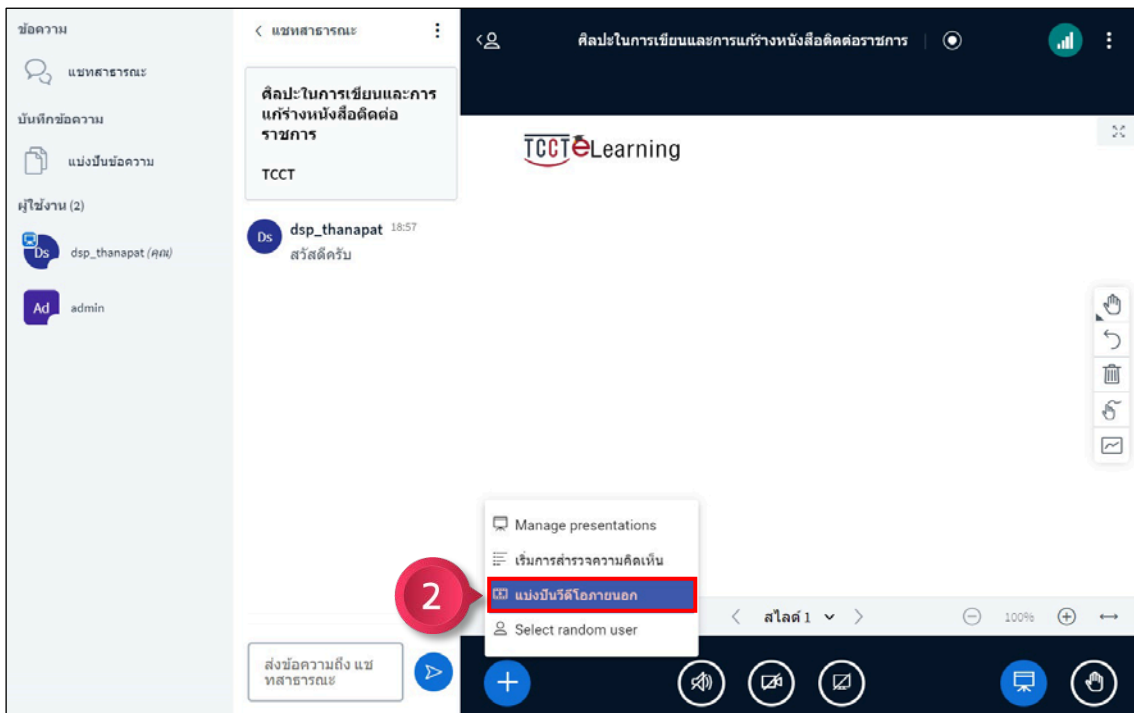 ข้อความ
แชทสาธารณะ
บันทึกข้อความ
แบ่งปันข้อความ
ผู้ใช้งาน (2)
Ds
dsp_thanapat (คุณ)
Ad
admin
แชทสาธารณะ
ศิลปะในการเขียนและการ
แก้ร่างหนังสือติดต่อ
ราชการ
TCCT
Ds
dsp_thanapat 18:57
สวัสดีครับ
ส่งข้อความถึง แช
ทสาธารณะ
ศิลปะในการเขียนและการแก้ร่างหนังสือติดต่อราชการ
TCCT eLearning
Manage presentations
เริ่มการสำรวจความคิดเห็น
2
แบ่งปันวีดีโอภายนอก
Select random user
สไลด์ 1
100%